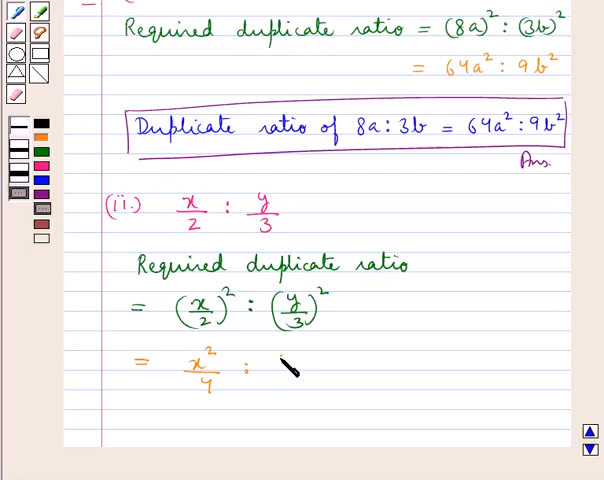 Required duplicate ratio = (8a)² : (3b)²
= 64a² : 9b²
Duplicate ratio of 8a : 3b = 64a² : 9b²
Ans.
(ii.) x/2 : y/3
Required duplicate ratio
= (x/2)² : (y/3)²
= x²/4 :